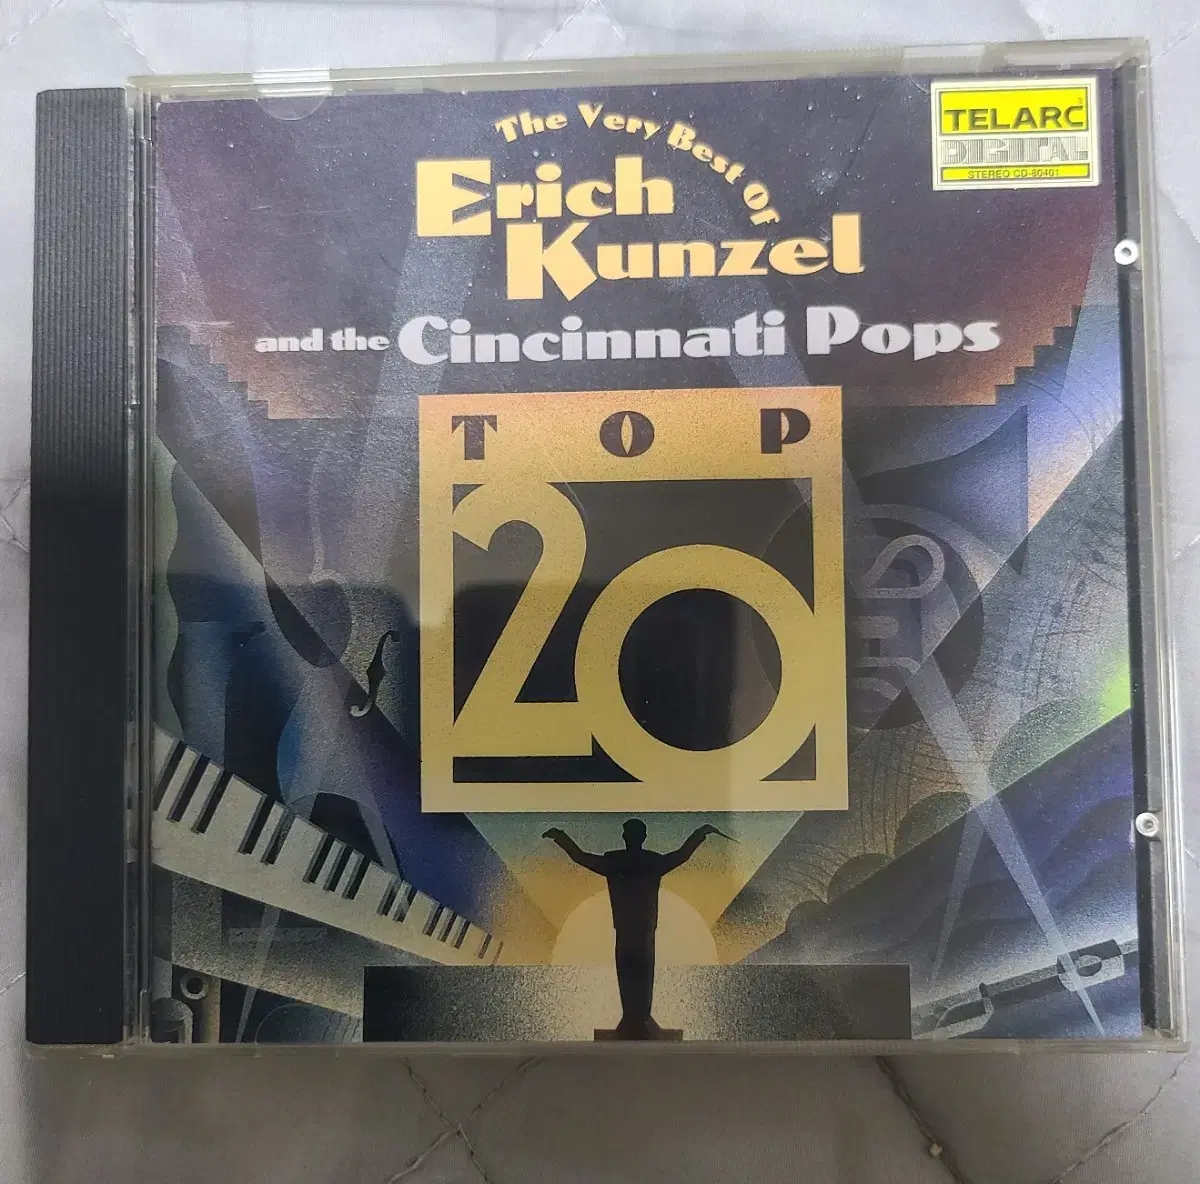 The Very Best Of
Erich
Kunzel
and the Cincinnati Pops
TOP
20
TELARC
DIGITAL
STEREO CD-80401